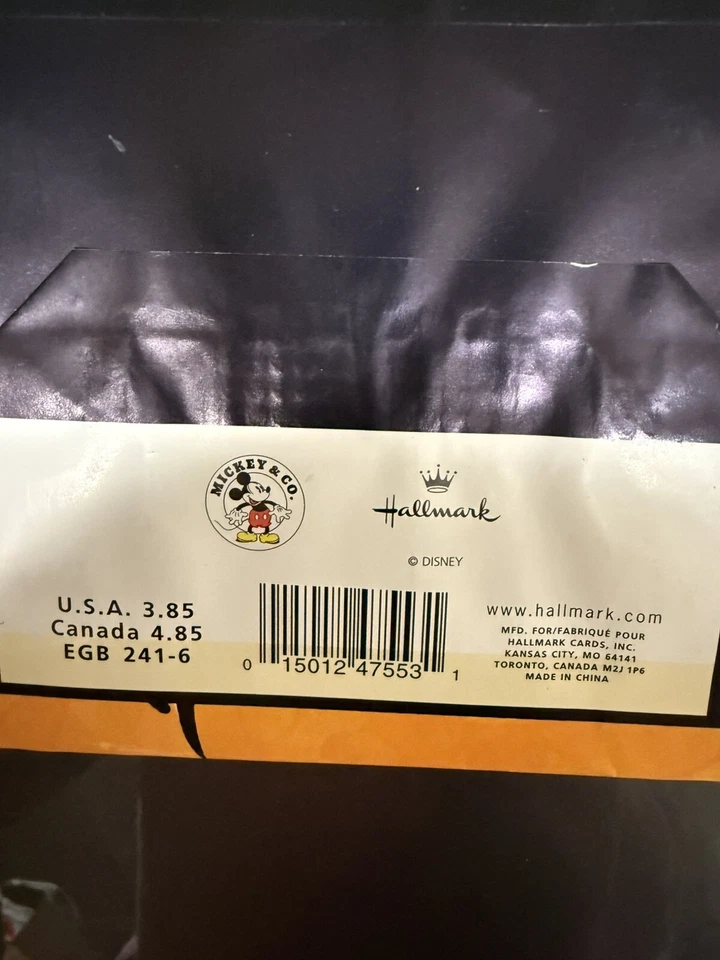 MICKEY & CO.
Hallmark
© DISNEY
U.S.A. 3.85
Canada 4.85
EGB 241-6
0 15012 47553 1
www.hallmark.com
MFD. FOR/FABRIQUÉ POUR
HALLMARK CARDS, INC.
KANSAS CITY, MO 64141
TORONTO, CANADA M2J 1P6
MADE IN CHINA